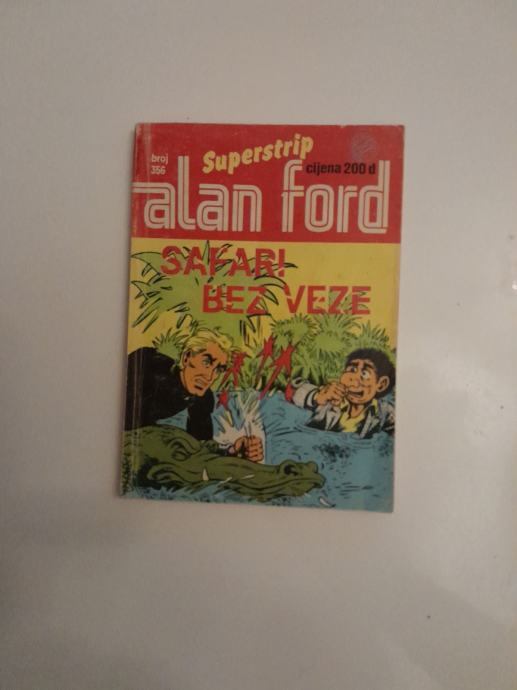 Superstrip
broj
356
cijena 200 d
alan ford
SAFARI
BEZ VEZE